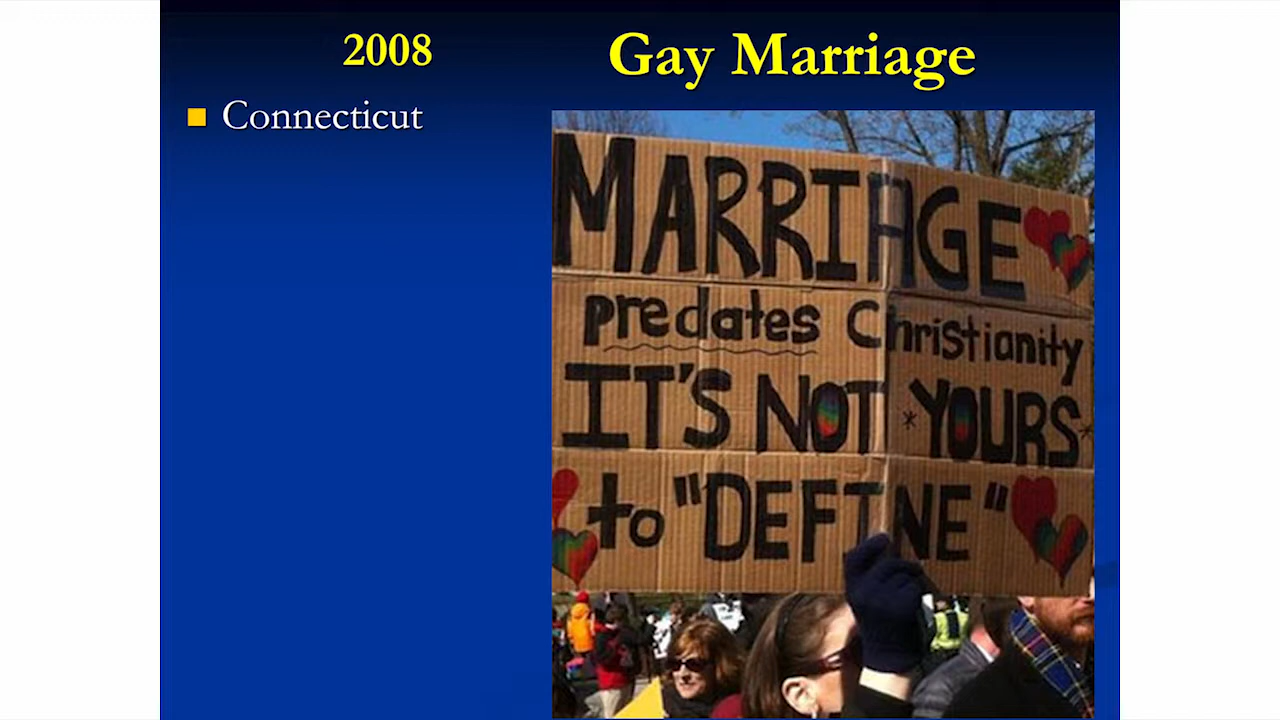 2008
Gay Marriage
Connecticut
MARRIAGE
predates Christianity
IT'S NOT *YOURS*
to "DEFINE"